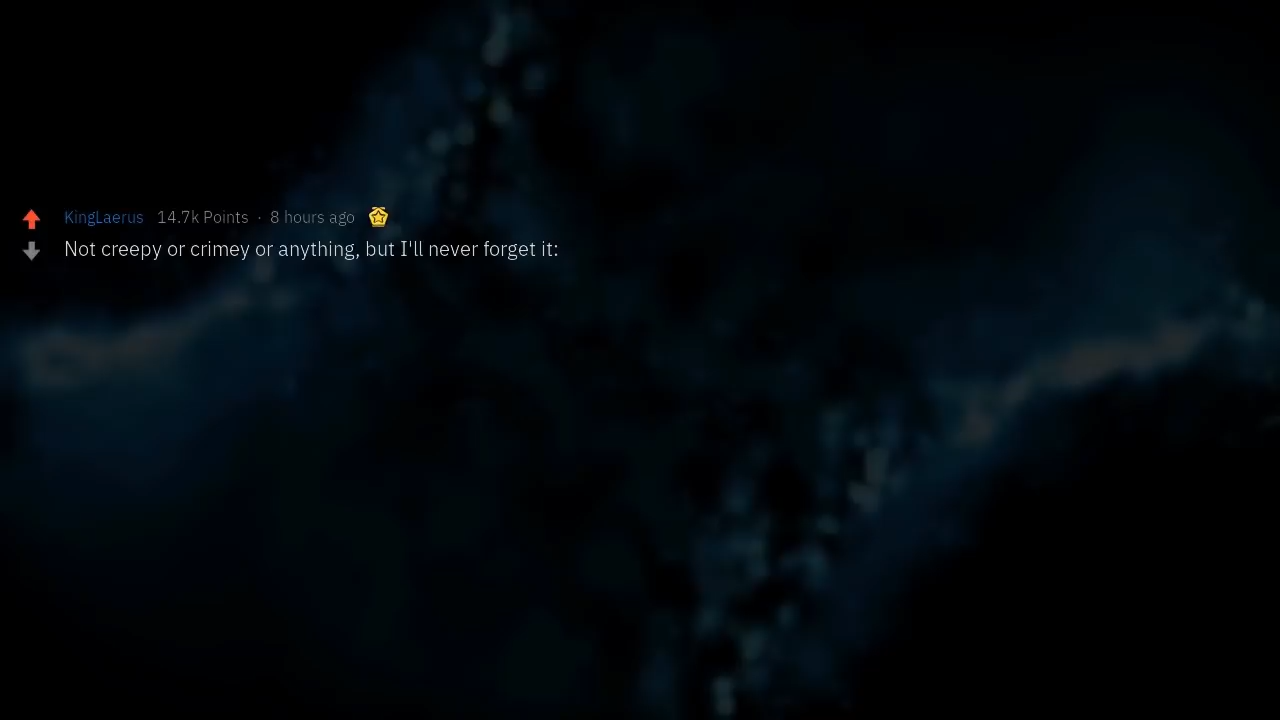 KingLaerus 14.7k Points · 8 hours ago
Not creepy or crimey or anything, but I'll never forget it: